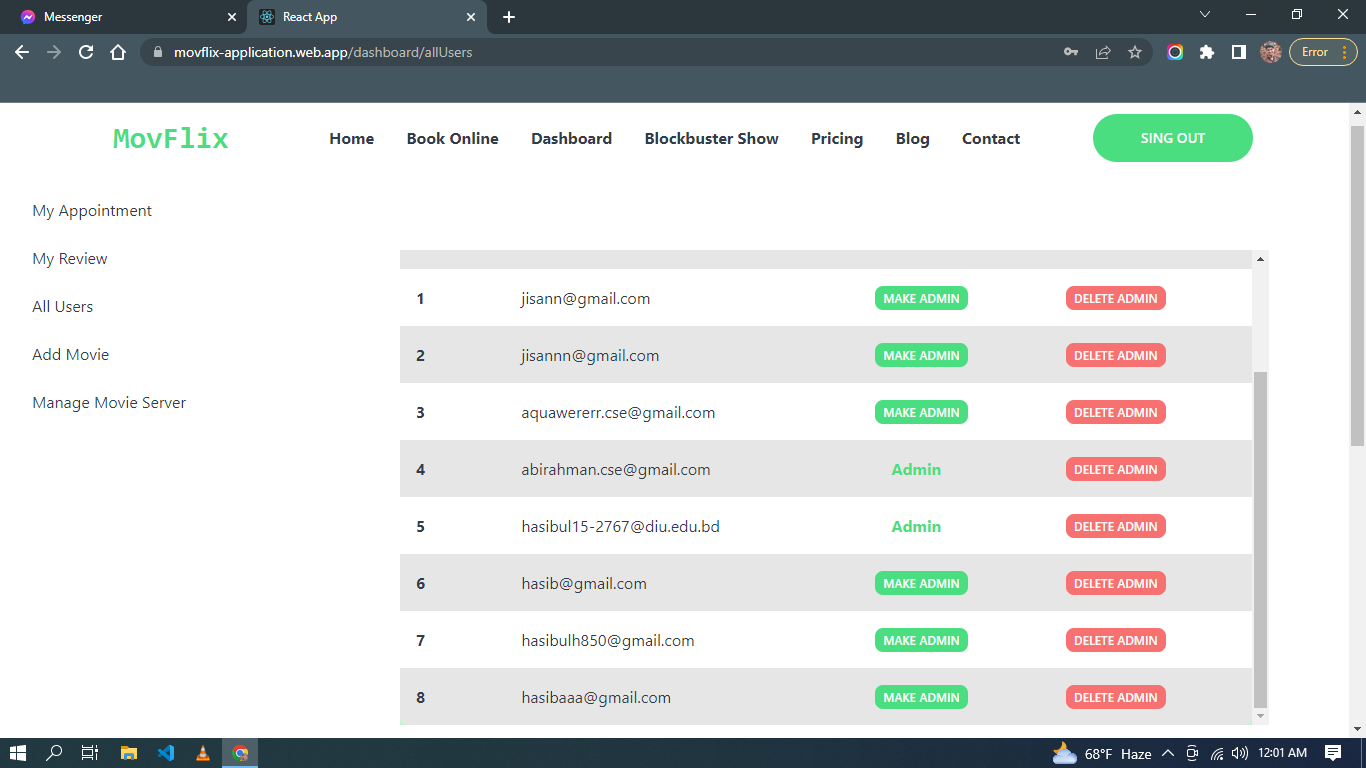 Messenger
React App
movflix-application.web.app/dashboard/allUsers
Error
MovFlix
Home Book Online Dashboard Blockbuster Show Pricing Blog Contact
SING OUT
My Appointment
My Review
All Users
Add Movie
Manage Movie Server
1 jisann@gmail.com MAKE ADMIN DELETE ADMIN
2 jisannn@gmail.com MAKE ADMIN DELETE ADMIN
3 aquawererr.cse@gmail.com MAKE ADMIN DELETE ADMIN
4 abirahman.cse@gmail.com Admin DELETE ADMIN
5 hasibul15-2767@diu.edu.bd Admin DELETE ADMIN
6 hasib@gmail.com MAKE ADMIN DELETE ADMIN
7 hasibulh850@gmail.com MAKE ADMIN DELETE ADMIN
8 hasibaaa@gmail.com MAKE ADMIN DELETE ADMIN
68°F Haze 12:01 AM